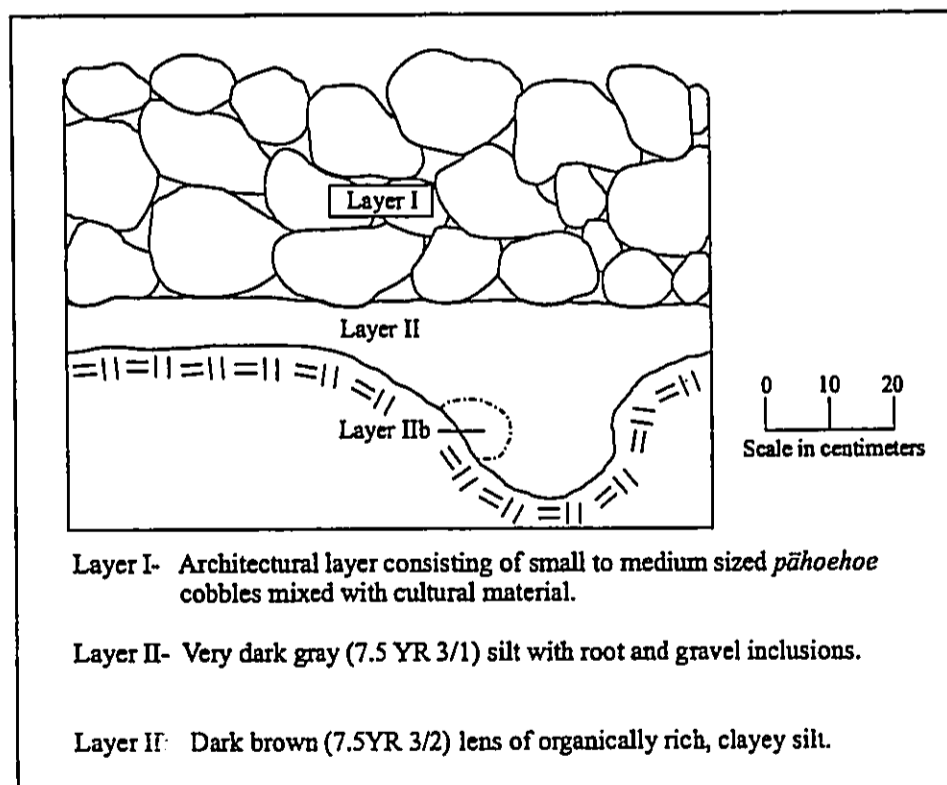 Layer I
Layer II
Layer IIb
0 10 20
Scale in centimeters
Layer I- Architectural layer consisting of small to medium sized pāhoehoe
cobbles mixed with cultural material.
Layer II- Very dark gray (7.5 YR 3/1) silt with root and gravel inclusions.
Layer II Dark brown (7.5YR 3/2) lens of organically rich, clayey silt.